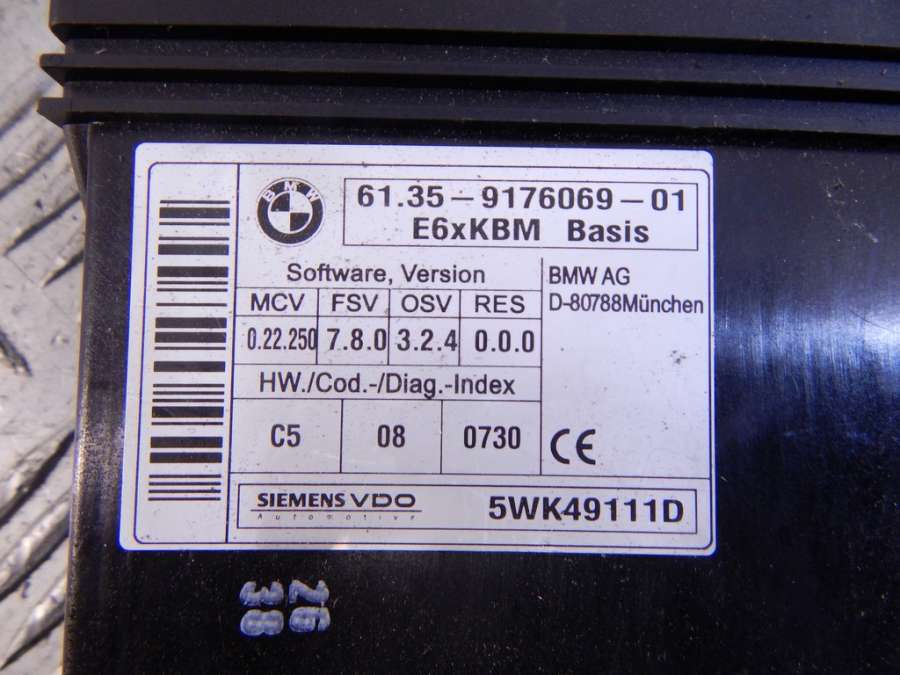 BMW
61.35-9176069-01
E6xKBM Basis
Software, Version
MCV FSV OSV RES
0.22.250 7.8.0 3.2.4 0.0.0
HW./Cod.-/Diag.-Index
C5 08 0730
BMW AG
D-80788München
CE
SIEMENS VDO
Automotive
5WK49111D
26
38